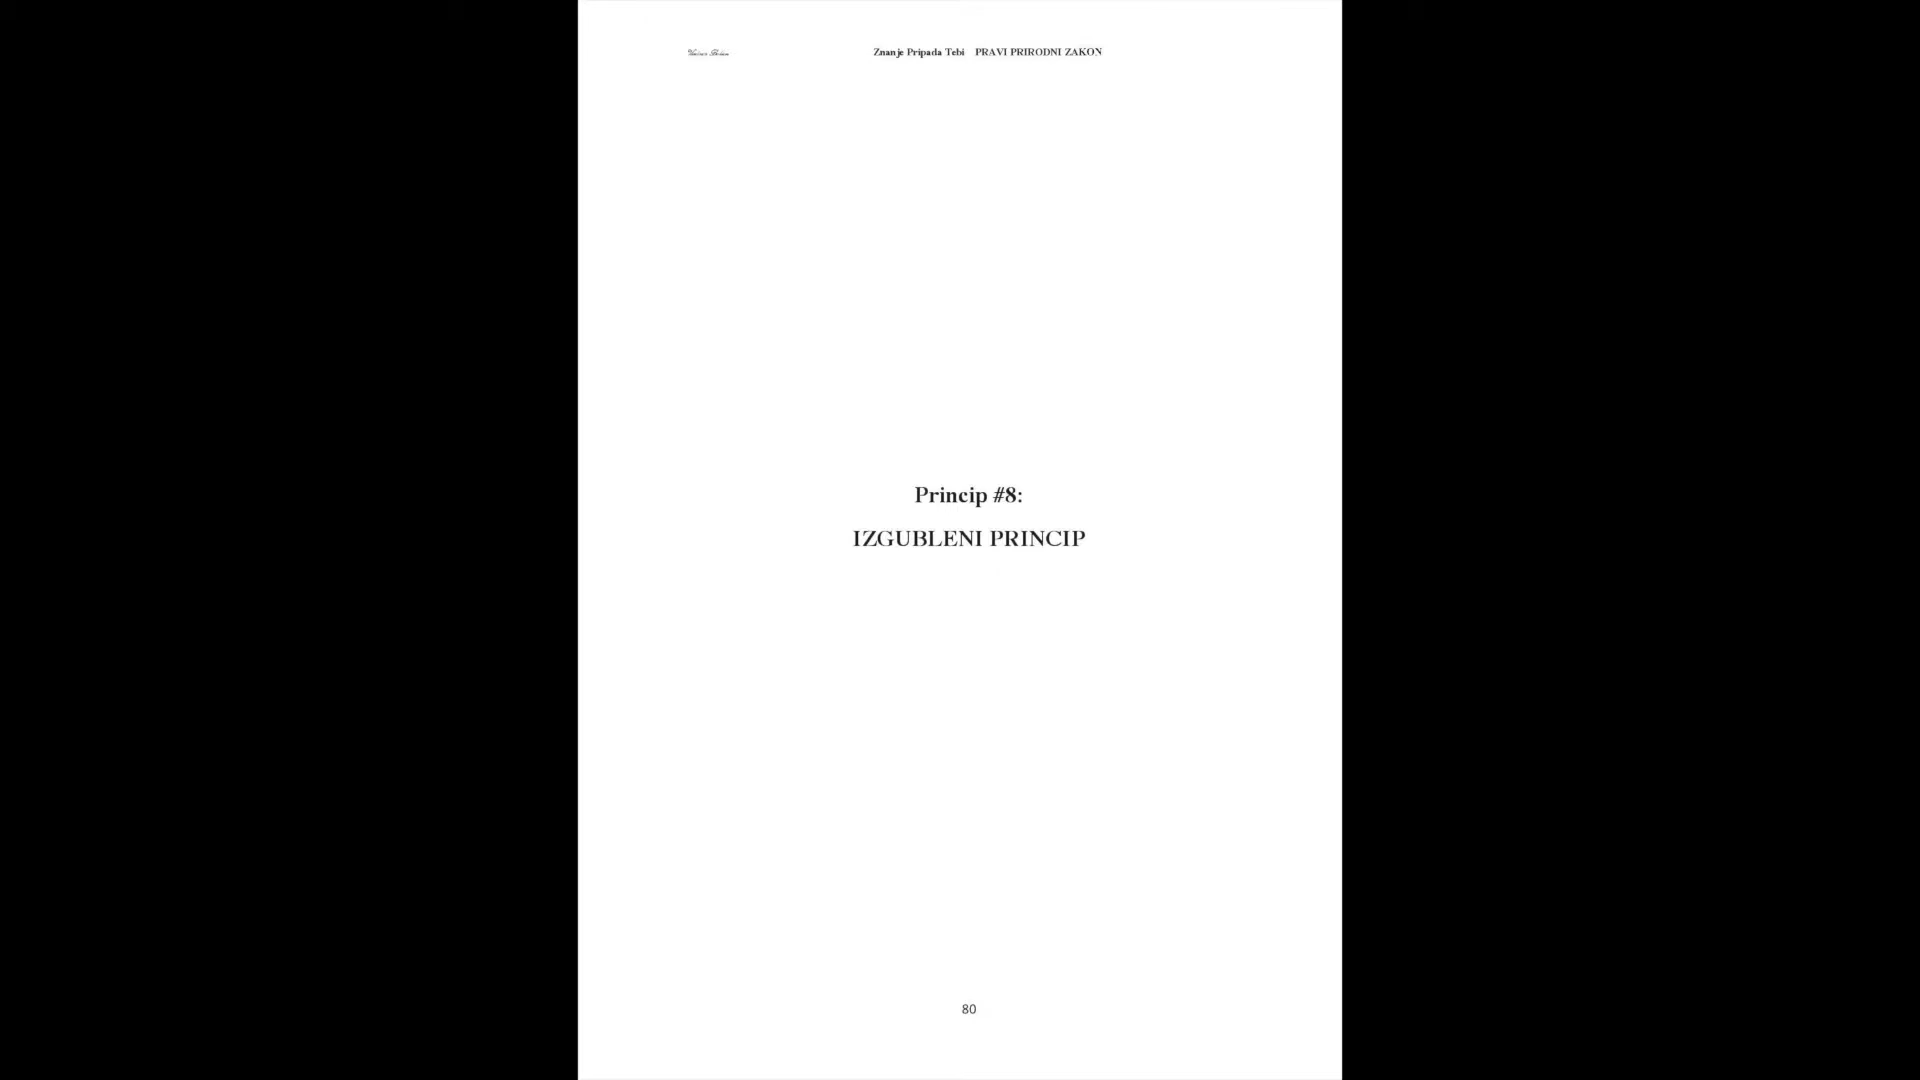 Znanje Pripada Tebi PRAVI PRIRODNI ZAKON
Princip #8:
IZGUBLENI PRINCIP
80